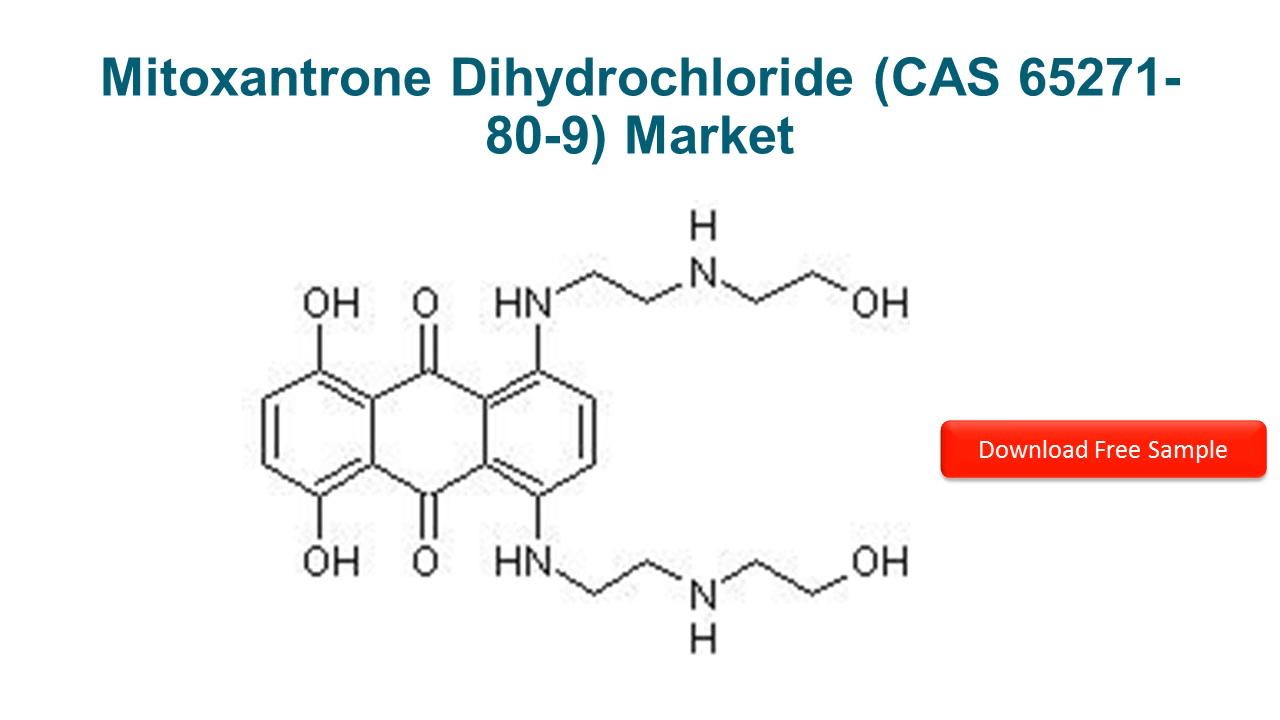 Mitoxantrone Dihydrochloride (CAS 65271-
80-9) Market
H
N
OH O HN OH
Download Free Sample
OH O HN OH
N
H